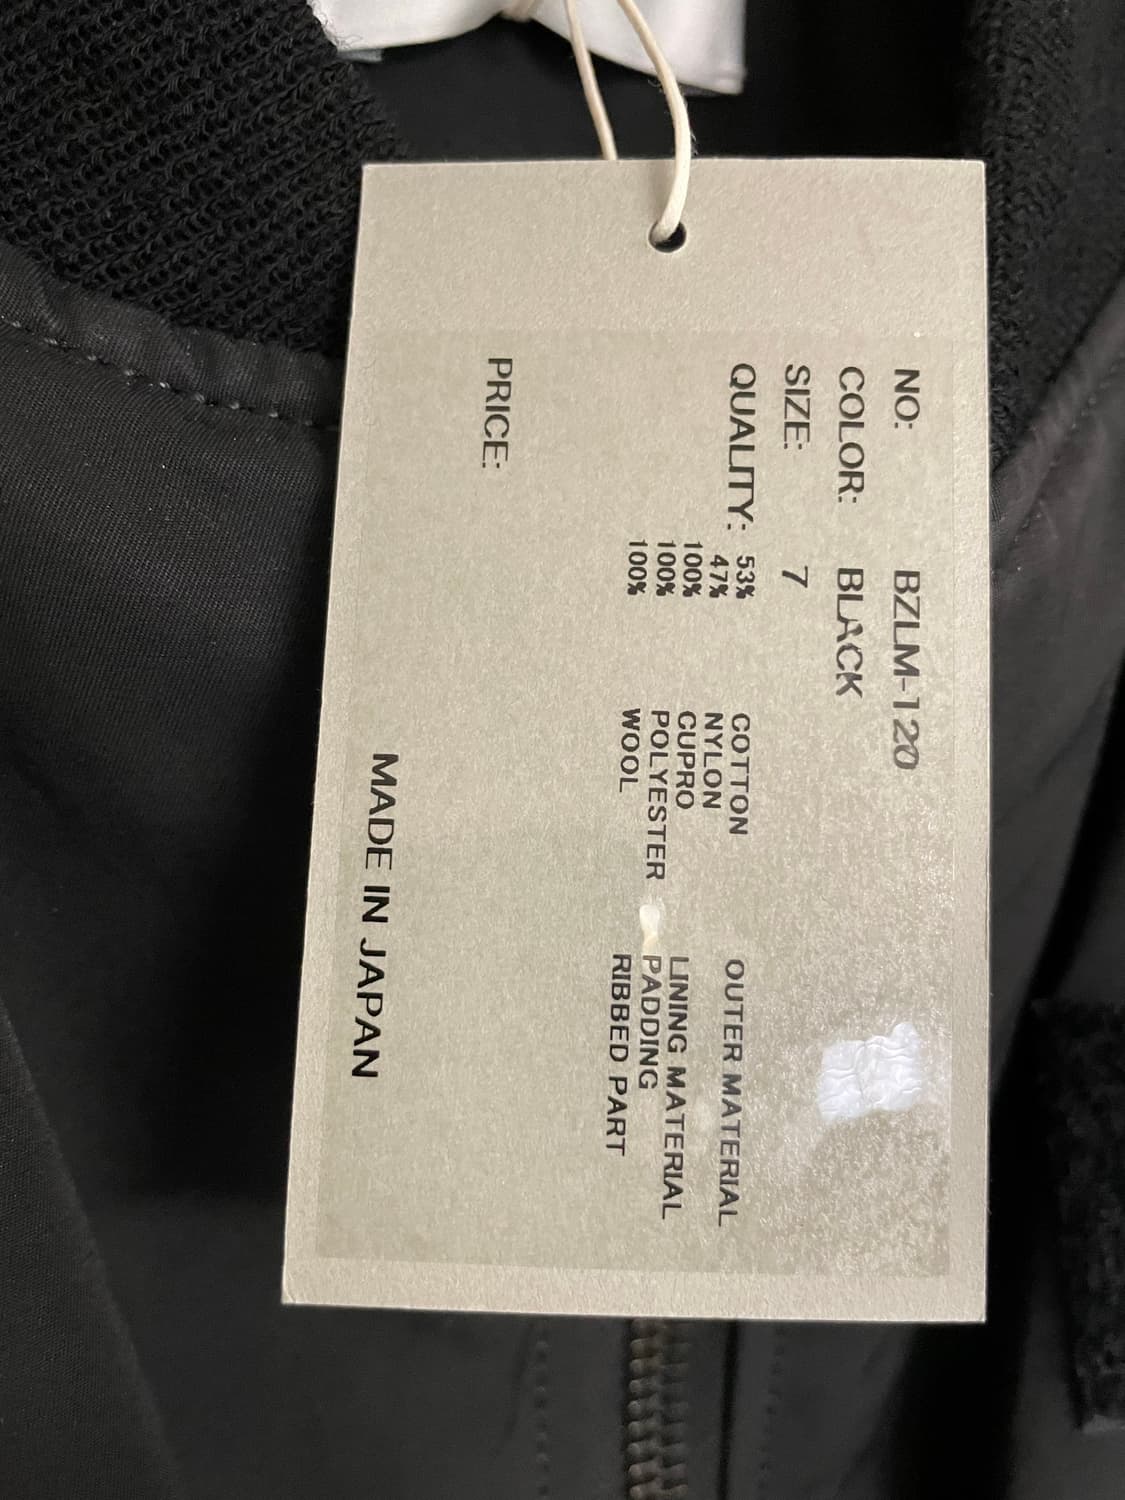 NO: BZLM-120
COLOR: BLACK
SIZE: 7
QUALITY: 53% COTTON OUTER MATERIAL
47% NYLON
100% CUPRO LINING MATERIAL
100% POLYESTER PADDING
100% WOOL RIBBED PART
PRICE:
MADE IN JAPAN